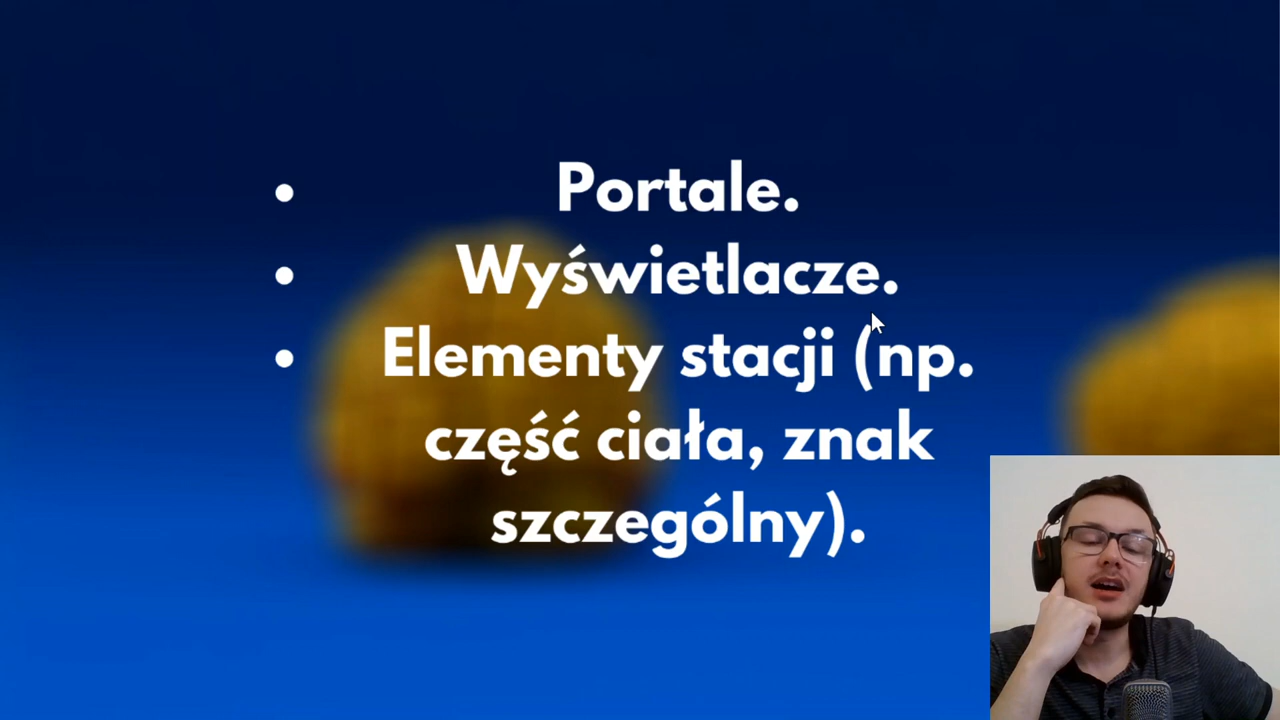 • Portale.
• Wyświetlacze.
• Elementy stacji (np.
część ciała, znak
szczególny).